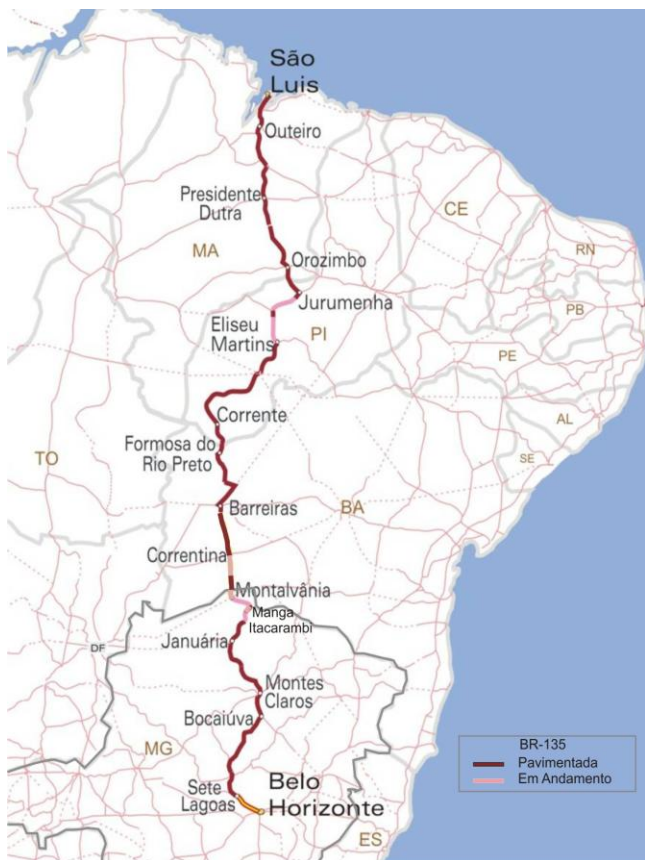 São
Luis
Outeiro
Presidente
Dutra
CE
RN
MA
Orozimbo
Jurumenha
PB
Eliseu
Martins
PI
PE
Corrente
AL
Formosa do
Rio Preto
TO
SE
Barreiras
BA
Correntina
Montalvânia
Manga
Itacarambi
Januária
DF
Montes
Claros
Bocaiúva
MG
BR-135
Pavimentada
Em Andamento
Sete
Lagoas
Belo
Horizonte
ES